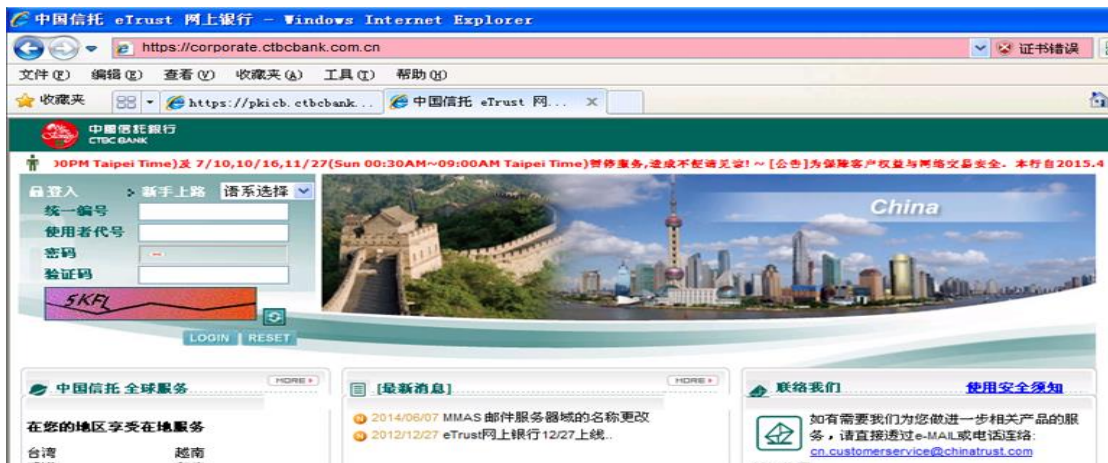 中国信托 eTrust 网上银行 - Windows Internet Explorer
https://corporate.ctbcbank.com.cn
证书错误
文件(F) 编辑(E) 查看(V) 收藏夹(A) 工具(T) 帮助(H)
收藏夹
https://pkicb.ctbcbank...
中国信托 eTrust 网...
中國信託銀行
CTBC BANK
00PM Taipei Time)及 7/10,10/16,11/27(Sun 00:30AM~09:00AM Taipei Time)暂停服务,造成不便请见谅! ~ [公告]为保障客户权益与网络交易安全. 本行自2015.4
登入 新手上路 语系选择
统一编号
使用者代号
密码
验证码
5KFL
LOGIN RESET
China
中国信托 全球服务 MORE
在您的地区享受在地服务
台湾 越南
[最新消息] MORE
2014/06/07 MMAS 邮件服务器域的名称更改
2012/12/27 eTrust网上银行12/27上线..
联络我们 使用安全须知
如有需要我们为您做进一步相关产品的服
务，请直接透过e-MAIL或电话连络:
cn.customerservice@chinatrust.com